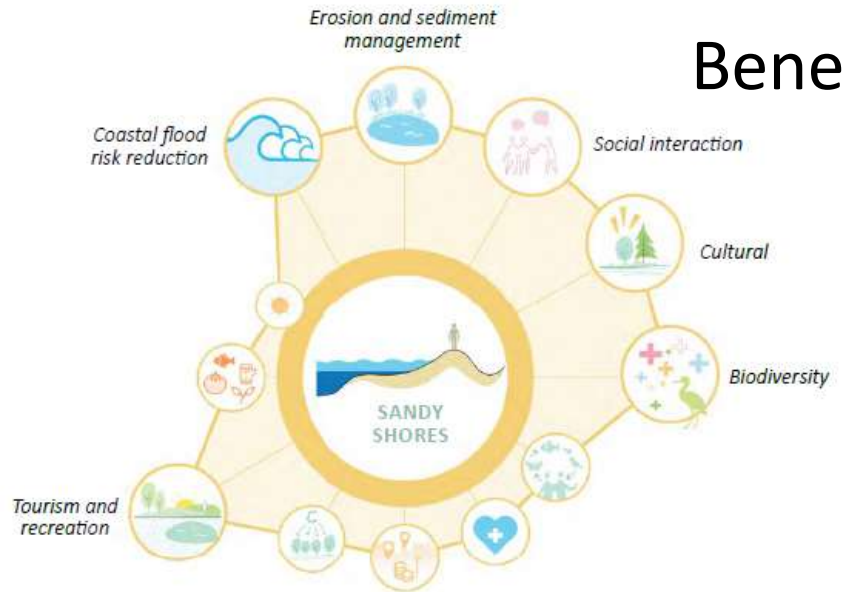 Erosion and sediment
management
Bene
Coastal flood
risk reduction
Social interaction
Cultural
Biodiversity
SANDY
SHORES
Tourism and
recreation
C